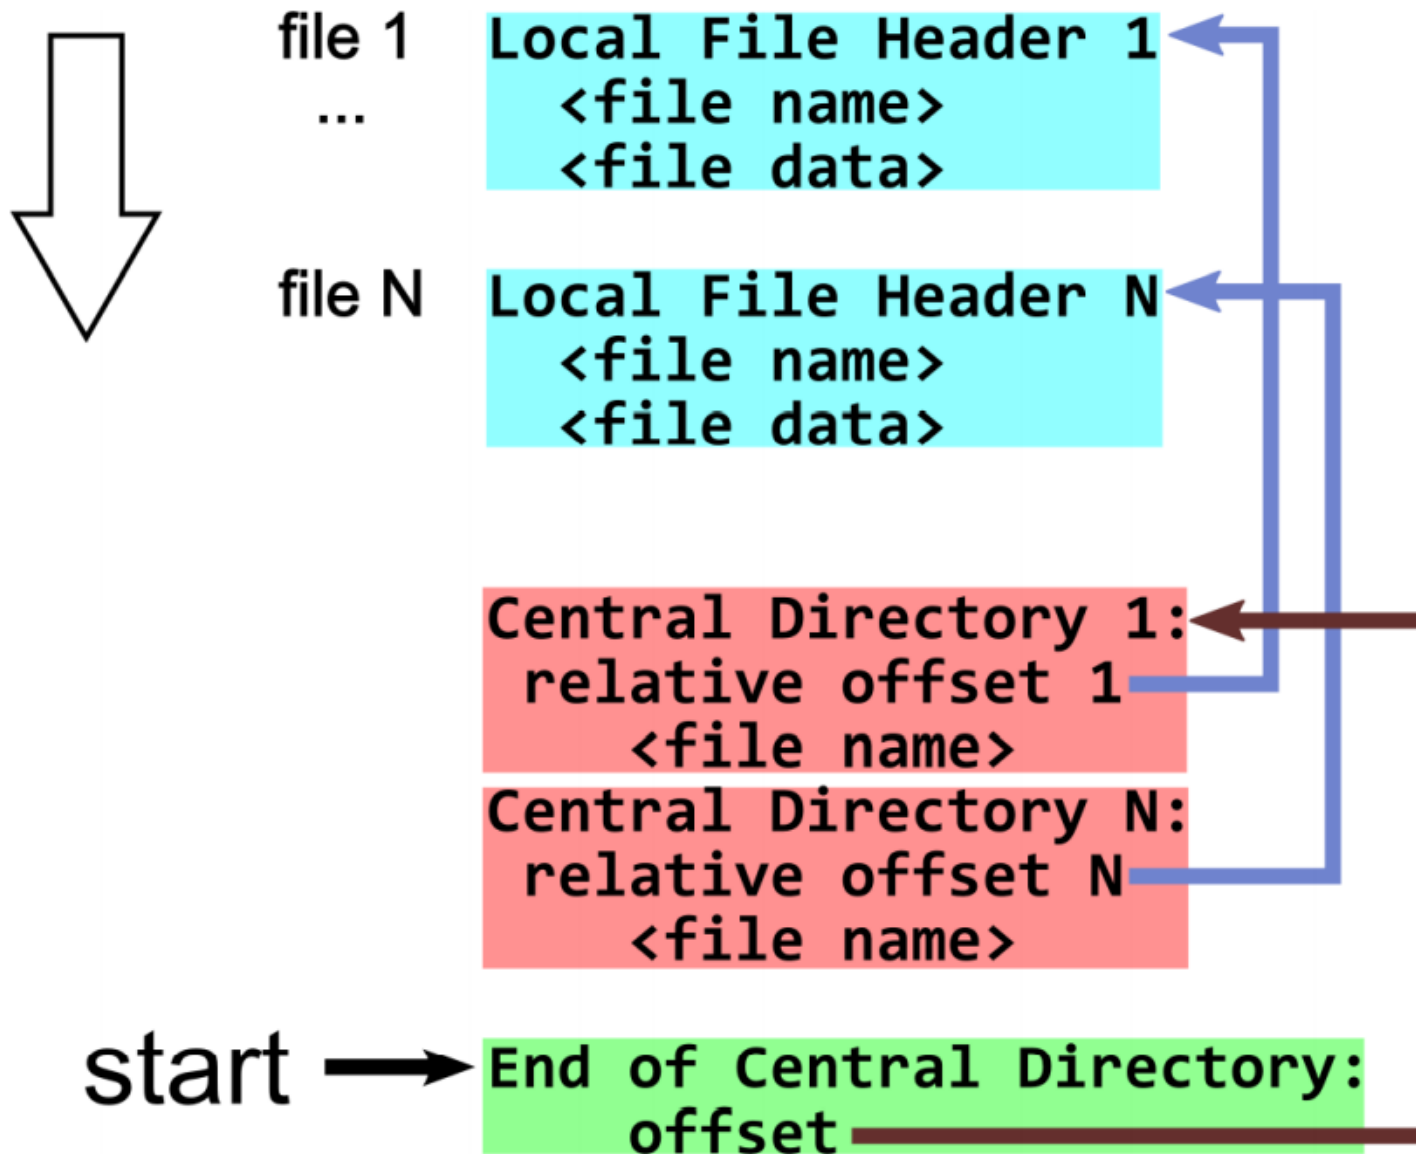 file 1 Local File Header 1
... <file name>
<file data>
file N Local File Header N
<file name>
<file data>
Central Directory 1:
relative offset 1
<file name>
Central Directory N:
relative offset N
<file name>
start End of Central Directory:
offset